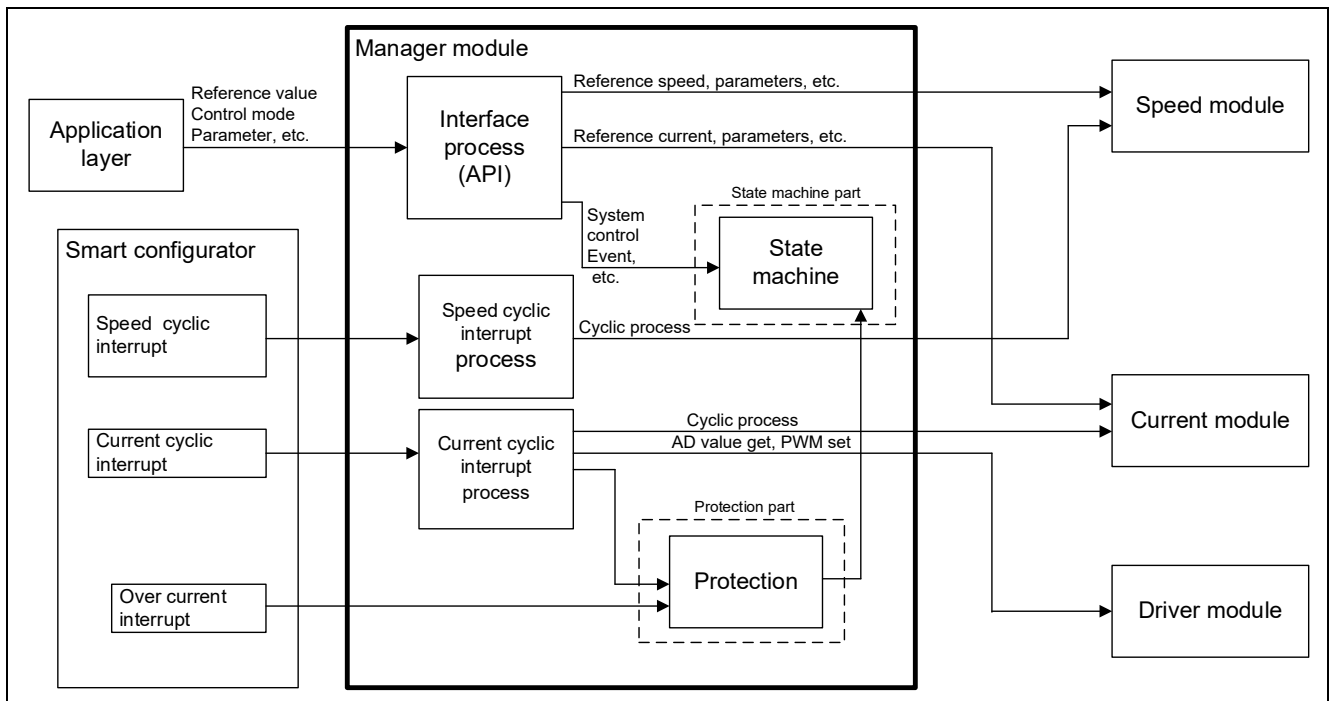 Manager module
Application
layer
Reference value
Control mode
Parameter, etc.
Interface
process
(API)
Reference speed, parameters, etc.
Reference current, parameters, etc.
Speed module
System
control
Event,
etc.
State machine part
State
machine
Smart configurator
Speed cyclic
interrupt
Speed cyclic
interrupt
process
Cyclic process
Current cyclic
interrupt
Current cyclic
interrupt
process
Cyclic process
AD value get, PWM set
Current module
Protection part
Protection
Over current
interrupt
Driver module